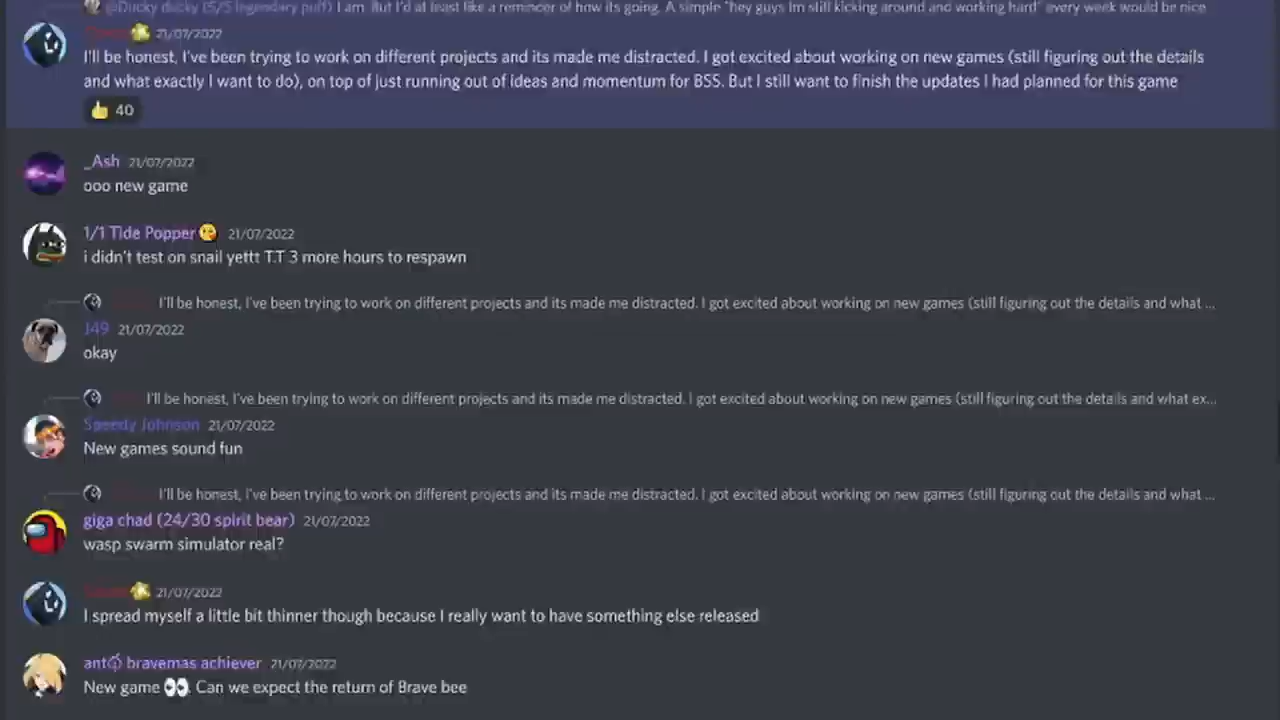 @Ducky ducky (5/5 legendary puff) I am. But I'd at least like a reminder of how its going. A simple "hey guys Im still kicking around and working hard" every week would be nice
21/07/2022
I'll be honest, I've been trying to work on different projects and its made me distracted. I got excited about working on new games (still figuring out the details
and what exactly I want to do), on top of just running out of ideas and momentum for BSS. But I still want to finish the updates I had planned for this game
40
_Ash 21/07/2022
ooo new game
1/1 Tide Popper 21/07/2022
i didn't test on snail yettt T.T 3 more hours to respawn
I'll be honest, I've been trying to work on different projects and its made me distracted. I got excited about working on new games (still figuring out the details and what ...
J49 21/07/2022
okay
I'll be honest, I've been trying to work on different projects and its made me distracted. I got excited about working on new games (still figuring out the details and what ex...
Speedy Johnson 21/07/2022
New games sound fun
I'll be honest, I've been trying to work on different projects and its made me distracted. I got excited about working on new games (still figuring out the details and what ...
giga chad (24/30 spirit bear) 21/07/2022
wasp swarm simulator real?
21/07/2022
I spread myself a little bit thinner though because I really want to have something else released
ant bravemas achiever 21/07/2022
New game 👀. Can we expect the return of Brave bee